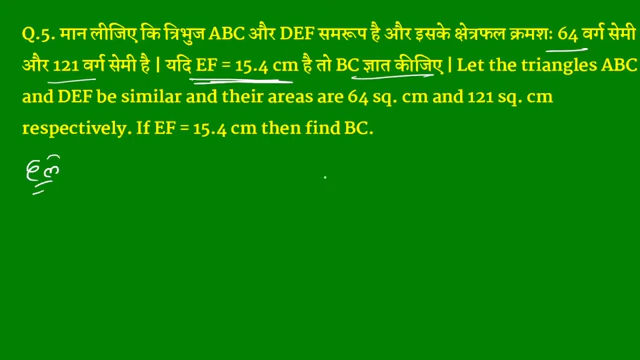 Q.5. मान लीजिए कि त्रिभुज ABC और DEF समरूप है और इसके क्षेत्रफल क्रमशः 64 वर्ग सेमी
और 121 वर्ग सेमी है | यदि EF = 15.4 cm है तो BC ज्ञात कीजिए | Let the triangles ABC
and DEF be similar and their areas are 64 sq. cm and 121 sq. cm
respectively. If EF = 15.4 cm then find BC.
हल